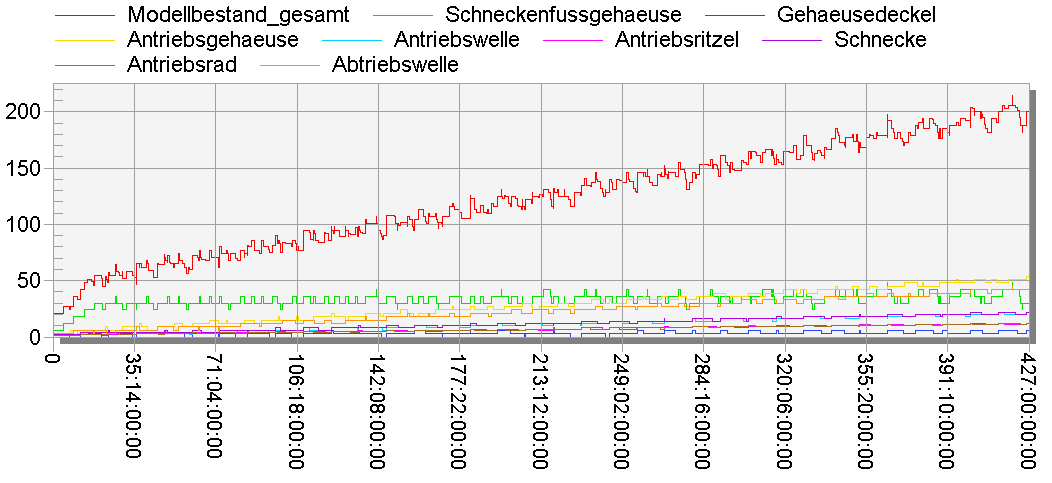 Modellbestand_gesamt Schneckenfussgehaeuse Gehaeusedeckel
Antriebsgehaeuse Antriebswelle Antriebsritzel Schnecke
Antriebsrad Abtriebswelle
200
150
100
50
0
0 35:14:00:00 71:04:00:00 106:18:00:00 142:08:00:00 177:22:00:00 213:12:00:00 249:02:00:00 284:16:00:00 320:06:00:00 355:20:00:00 391:10:00:00 427:00:00:00